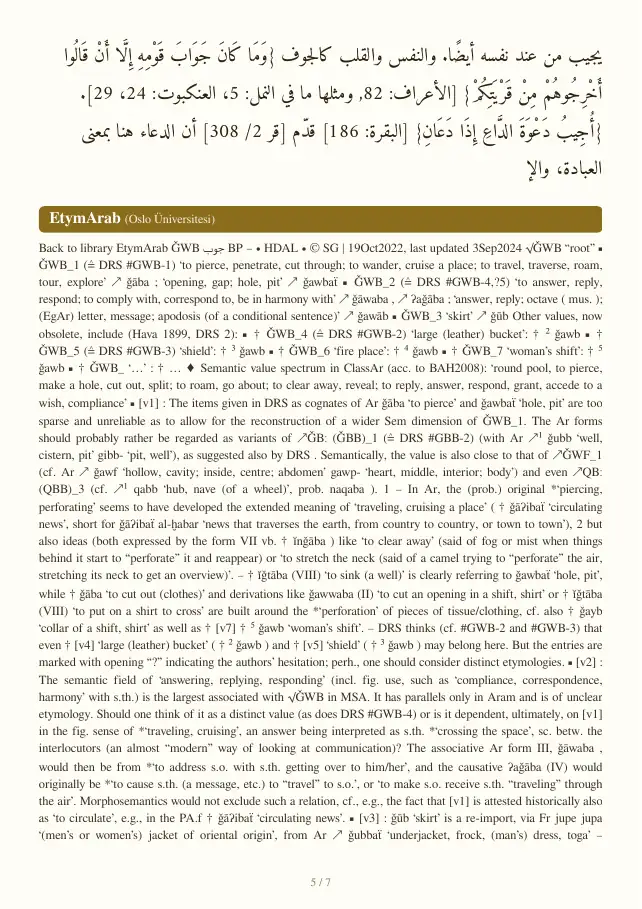 يجيب من عند نفسه أيضًا. والنفس والقلب كالجوف {وَمَا كَانَ جَوَابَ قَوْمِهِ إِلَّا أَنْ قَالُوا
أَخْرِجُوهُمْ مِنْ قَرْيَتِكُمْ} [الأعراف: 82, ومثلها ما في النمل: 5، العنكبوت: 24، 29].
{أُجِيبُ دَعْوَةَ الدَّاعِ إِذَا دَعَانِ} [البقرة: 186] قدّم [قر 2/ 308] أن الدعاء هنا بمعنى
العبادة، والإ
EtymArab (Oslo Üniversitesi)
Back to library EtymArab ǦWB جوب BP – • HDAL • © SG | 19Oct2022, last updated 3Sep2024 √ǦWB “root” ▪
ǦWB_1 (≙ DRS #GWB-1) ‘to pierce, penetrate, cut through; to wander, cruise a place; to travel, traverse, roam,
tour, explore’ ↗ ǧāba ; ‘opening, gap; hole, pit’ ↗ ǧawbaẗ ▪ ǦWB_2 (≙ DRS #GWB-4,?5) ‘to answer, reply,
respond; to comply with, correspond to, be in harmony with’ ↗ ǧāwaba , ↗ ʔaǧāba ; ‘answer, reply; octave ( mus. );
(EgAr) letter, message; apodosis (of a conditional sentence)’ ↗ ǧawāb ▪ ǦWB_3 ‘skirt’ ↗ ǧūb Other values, now
obsolete, include (Hava 1899, DRS 2): ▪ † ǦWB_4 (≙ DRS #GWB-2) ‘large (leather) bucket’: † ² ǧawb ▪ †
ǦWB_5 (≙ DRS #GWB-3) ‘shield’: † ³ ǧawb ▪ † ǦWB_6 ‘fire place’: † ⁴ ǧawb ▪ † ǦWB_7 ‘woman’s shift’: † ⁵
ǧawb ▪ † ǦWB_ ‘…’ : † … ♦ Semantic value spectrum in ClassAr (acc. to BAH2008): ‘round pool, to pierce,
make a hole, cut out, split; to roam, go about; to clear away, reveal; to reply, answer, respond, grant, accede to a
wish, compliance’ ▪ [v1] : The items given in DRS as cognates of Ar ǧāba ‘to pierce’ and ǧawbaẗ ‘hole, pit’ are too
sparse and unreliable as to allow for the reconstruction of a wider Sem dimension of ǦWB_1. The Ar forms
should probably rather be regarded as variants of ↗ǦB: (ǦBB)_1 (≙ DRS #GBB-2) (with Ar ↗¹ ǧubb ‘well,
cistern, pit’ gibb- ‘pit, well’), as suggested also by DRS . Semantically, the value is also close to that of ↗ǦWF_1
(cf. Ar ↗ ǧawf ‘hollow, cavity; inside, centre; abdomen’ gawp- ‘heart, middle, interior; body’) and even ↗QB:
(QBB)_3 (cf. ↗¹ qabb ‘hub, nave (of a wheel)’, prob. naqaba ). 1 – In Ar, the (prob.) original *‘piercing,
perforating’ seems to have developed the extended meaning of ‘traveling, cruising a place’ ( † ǧāʔibaẗ ‘circulating
news’, short for ǧāʔibaẗ al-ḫabar ‘news that traverses the earth, from country to country, or town to town’), 2 but
also ideas (both expressed by the form VII vb. † ĭnǧāba ) like ‘to clear away’ (said of fog or mist when things
behind it start to “perforate” it and reappear) or ‘to stretch the neck (said of a camel trying to “perforate” the air,
stretching its neck to get an overview)’. – † ĭǧtāba (VIII) ‘to sink (a well)’ is clearly referring to ǧawbaẗ ‘hole, pit’,
while † ǧāba ‘to cut out (clothes)’ and derivations like ǧawwaba (II) ‘to cut an opening in a shift, shirt’ or † ĭǧtāba
(VIII) ‘to put on a shirt to cross’ are built around the *‘perforation’ of pieces of tissue/clothing, cf. also † ǧayb
‘collar of a shift, shirt’ as well as † [v7] † ⁵ ǧawb ‘woman’s shift’. – DRS thinks (cf. #GWB-2 and #GWB-3) that
even † [v4] ‘large (leather) bucket’ ( † ² ǧawb ) and † [v5] ‘shield’ ( † ³ ǧawb ) may belong here. But the entries are
marked with opening “?” indicating the authors’ hesitation; perh., one should consider distinct etymologies. ▪ [v2] :
The semantic field of ‘answering, replying, responding’ (incl. fig. use, such as ‘compliance, correspondence,
harmony’ with s.th.) is the largest associated with √ǦWB in MSA. It has parallels only in Aram and is of unclear
etymology. Should one think of it as a distinct value (as does DRS #GWB-4) or is it dependent, ultimately, on [v1]
in the fig. sense of *‘traveling, cruising’, an answer being interpreted as s.th. *‘crossing the space’, sc. betw. the
interlocutors (an almost “modern” way of looking at communication)? The associative Ar form III, ǧāwaba ,
would then be from *‘to address s.o. with s.th. getting over to him/her’, and the causative ʔaǧāba (IV) would
originally be *‘to cause s.th. (a message, etc.) to “travel” to s.o.’, or ‘to make s.o. receive s.th. “traveling” through
the air’. Morphosemantics would not exclude such a relation, cf., e.g., the fact that [v1] is attested historically also
as ‘to circulate’, e.g., in the PA.f † ǧāʔibaẗ ‘circulating news’. ▪ [v3] : ǧūb ‘skirt’ is a re-import, via Fr jupe jupa
‘(men’s or women’s) jacket of oriental origin’, from Ar ↗ ǧubbaẗ ‘underjacket, frock, (man’s) dress, toga’ –
5 / 7